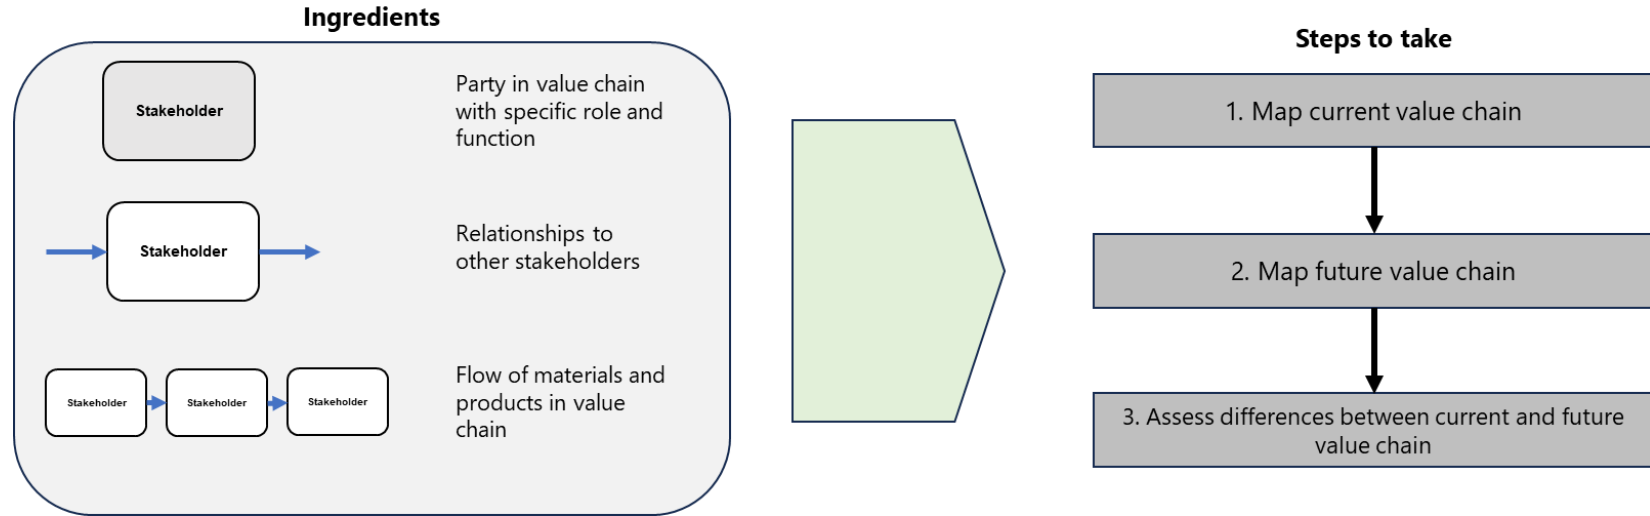 Ingredients
Stakeholder
Party in value chain
with specific role and
function
Stakeholder
Relationships to
other stakeholders
Stakeholder
Stakeholder
Stakeholder
Flow of materials and
products in value
chain
Steps to take
1. Map current value chain
2. Map future value chain
3. Assess differences between current and future
value chain